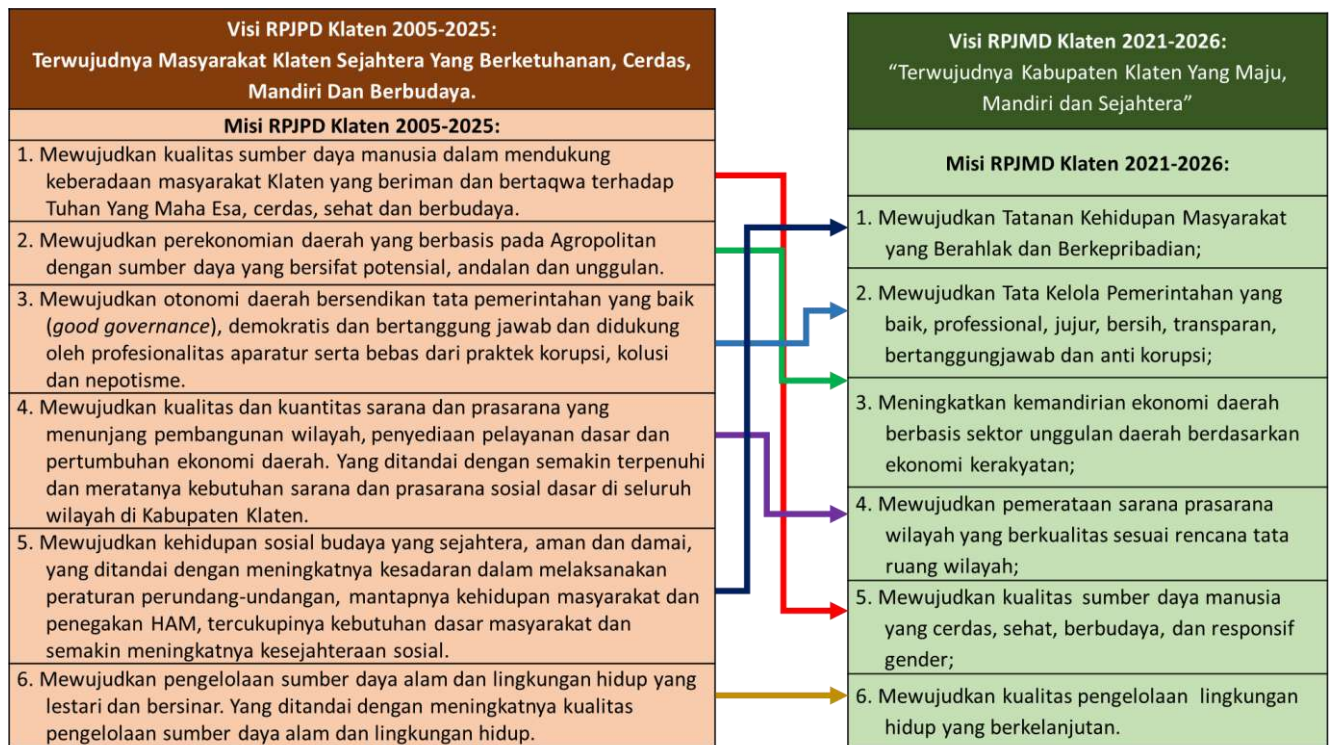 Visi RPJPD Klaten 2005-2025:
Terwujudnya Masyarakat Klaten Sejahtera Yang Berketuhanan, Cerdas,
Mandiri Dan Berbudaya.
Misi RPJPD Klaten 2005-2025:
1. Mewujudkan kualitas sumber daya manusia dalam mendukung
keberadaan masyarakat Klaten yang beriman dan bertaqwa terhadap
Tuhan Yang Maha Esa, cerdas, sehat dan berbudaya.
2. Mewujudkan perekonomian daerah yang berbasis pada Agropolitan
dengan sumber daya yang bersifat potensial, andalan dan unggulan.
3. Mewujudkan otonomi daerah bersendikan tata pemerintahan yang baik
(good governance), demokratis dan bertanggung jawab dan didukung
oleh profesionalitas aparatur serta bebas dari praktek korupsi, kolusi
dan nepotisme.
4. Mewujudkan kualitas dan kuantitas sarana dan prasarana yang
menunjang pembangunan wilayah, penyediaan pelayanan dasar dan
pertumbuhan ekonomi daerah. Yang ditandai dengan semakin terpenuhi
dan meratanya kebutuhan sarana dan prasarana sosial dasar di seluruh
wilayah di Kabupaten Klaten.
5. Mewujudkan kehidupan sosial budaya yang sejahtera, aman dan damai,
yang ditandai dengan meningkatnya kesadaran dalam melaksanakan
peraturan perundang-undangan, mantapnya kehidupan masyarakat dan
penegakan HAM, tercukupinya kebutuhan dasar masyarakat dan
semakin meningkatnya kesejahteraan sosial.
6. Mewujudkan pengelolaan sumber daya alam dan lingkungan hidup yang
lestari dan bersinar. Yang ditandai dengan meningkatnya kualitas
pengelolaan sumber daya alam dan lingkungan hidup.
Visi RPJMD Klaten 2021-2026:
“Terwujudnya Kabupaten Klaten Yang Maju,
Mandiri dan Sejahtera”
Misi RPJMD Klaten 2021-2026:
1. Mewujudkan Tatanan Kehidupan Masyarakat
yang Berahlak dan Berkepribadian;
2. Mewujudkan Tata Kelola Pemerintahan yang
baik, professional, jujur, bersih, transparan,
bertanggungjawab dan anti korupsi;
3. Meningkatkan kemandirian ekonomi daerah
berbasis sektor unggulan daerah berdasarkan
ekonomi kerakyatan;
4. Mewujudkan pemerataan sarana prasarana
wilayah yang berkualitas sesuai rencana tata
ruang wilayah;
5. Mewujudkan kualitas sumber daya manusia
yang cerdas, sehat, berbudaya, dan responsif
gender;
6. Mewujudkan kualitas pengelolaan lingkungan
hidup yang berkelanjutan.